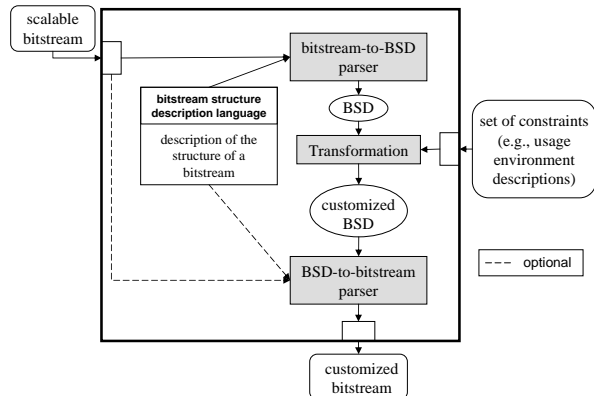 scalable
bitstream
bitstream-to-BSD
parser
bitstream structure
description language
description of the
structure of a
bitstream
BSD
set of constraints
(e.g., usage
environment
descriptions)
Transformation
customized
BSD
BSD-to-bitstream
parser
optional
customized
bitstream